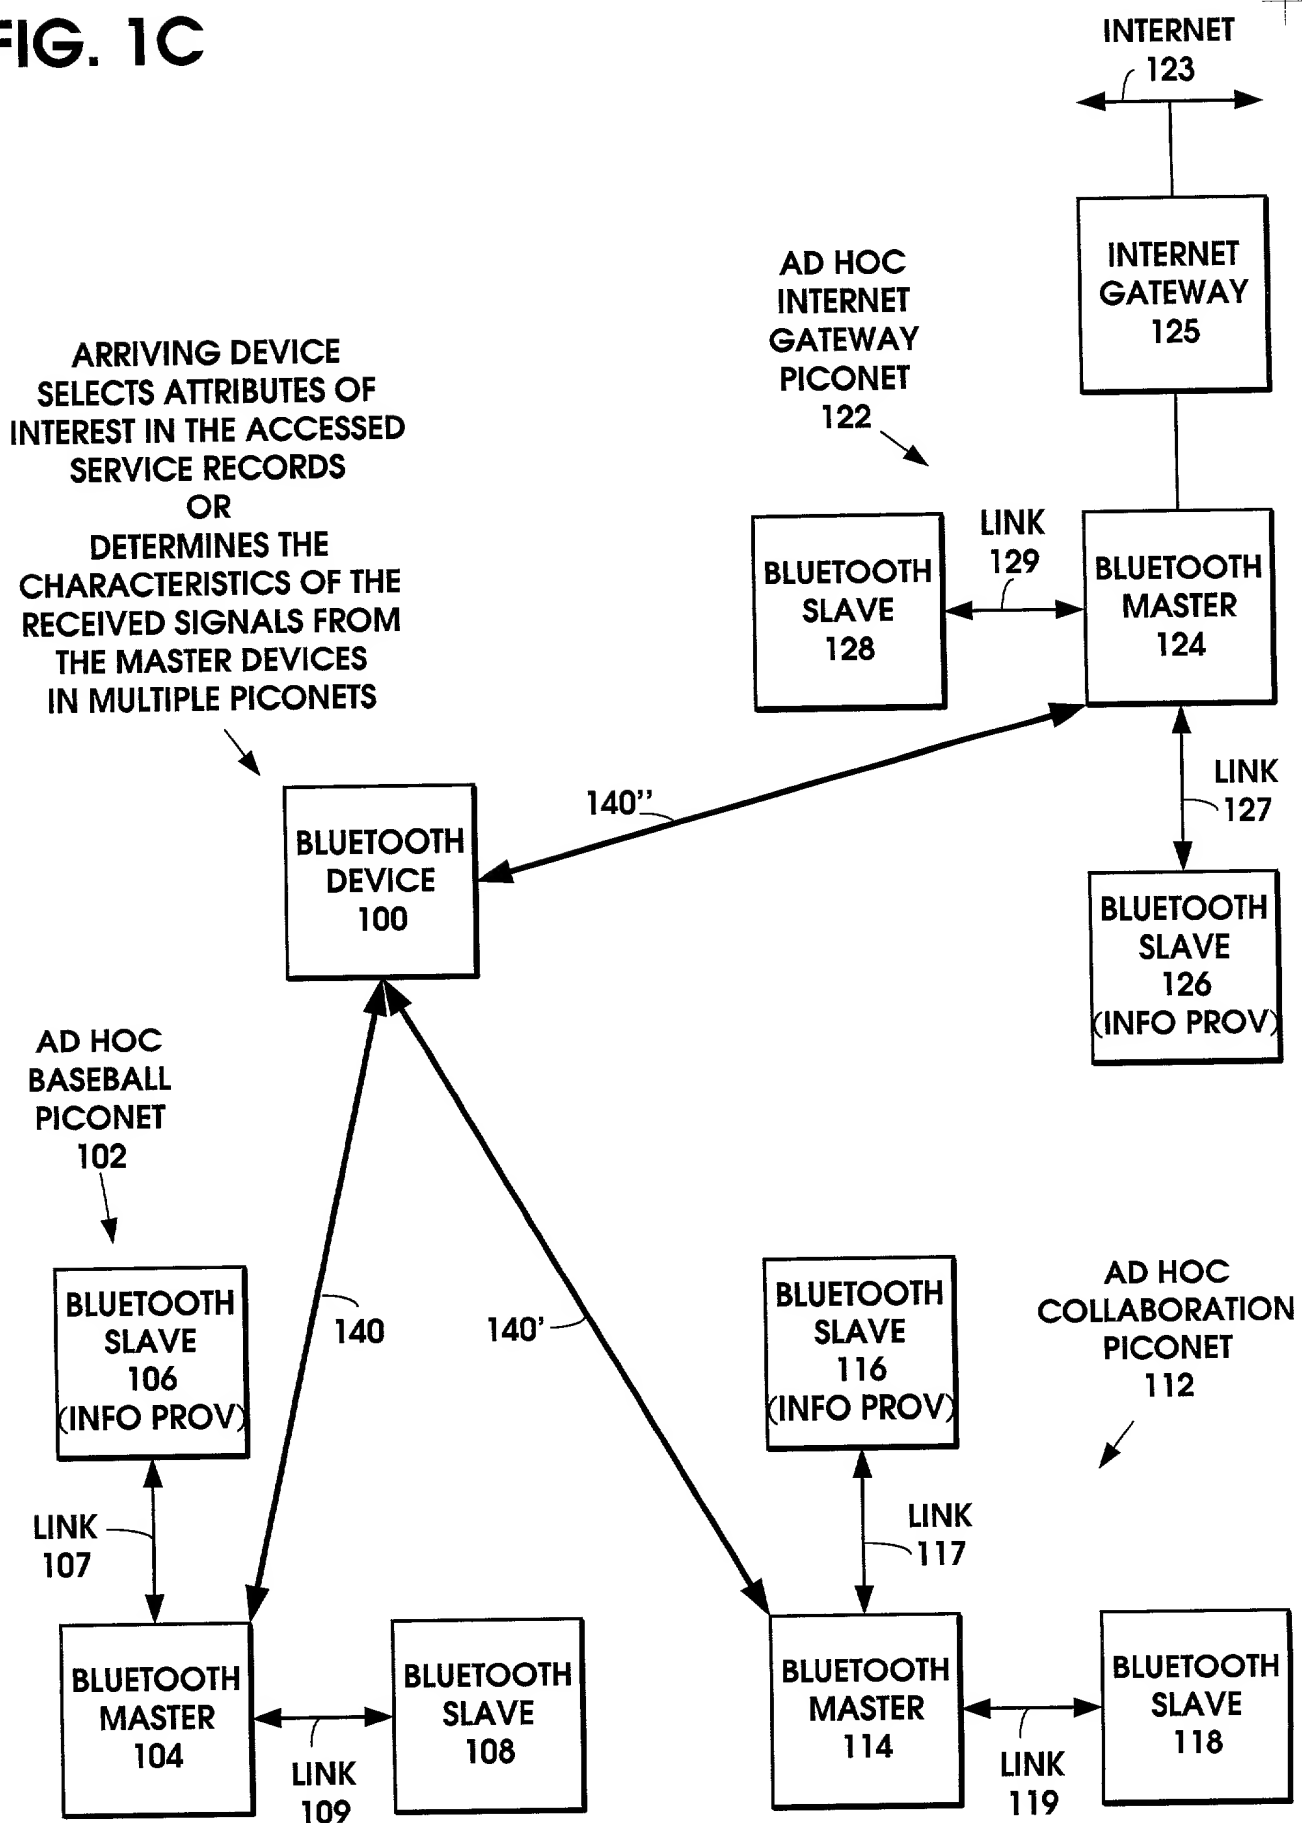 FIG. 1C
INTERNET
123
INTERNET
GATEWAY
125
AD HOC
INTERNET
GATEWAY
PICONET
122
ARRIVING DEVICE
SELECTS ATTRIBUTES OF
INTEREST IN THE ACCESSED
SERVICE RECORDS
OR
DETERMINES THE
CHARACTERISTICS OF THE
RECEIVED SIGNALS FROM
THE MASTER DEVICES
IN MULTIPLE PICONETS
BLUETOOTH
SLAVE
128
LINK
129
BLUETOOTH
MASTER
124
LINK
127
140''
BLUETOOTH
DEVICE
100
BLUETOOTH
SLAVE
126
(INFO PROV)
AD HOC
BASEBALL
PICONET
102
BLUETOOTH
SLAVE
106
(INFO PROV)
140
140'
BLUETOOTH
SLAVE
116
(INFO PROV)
AD HOC
COLLABORATION
PICONET
112
LINK
107
LINK
117
BLUETOOTH
MASTER
104
LINK
109
BLUETOOTH
SLAVE
108
BLUETOOTH
MASTER
114
LINK
119
BLUETOOTH
SLAVE
118